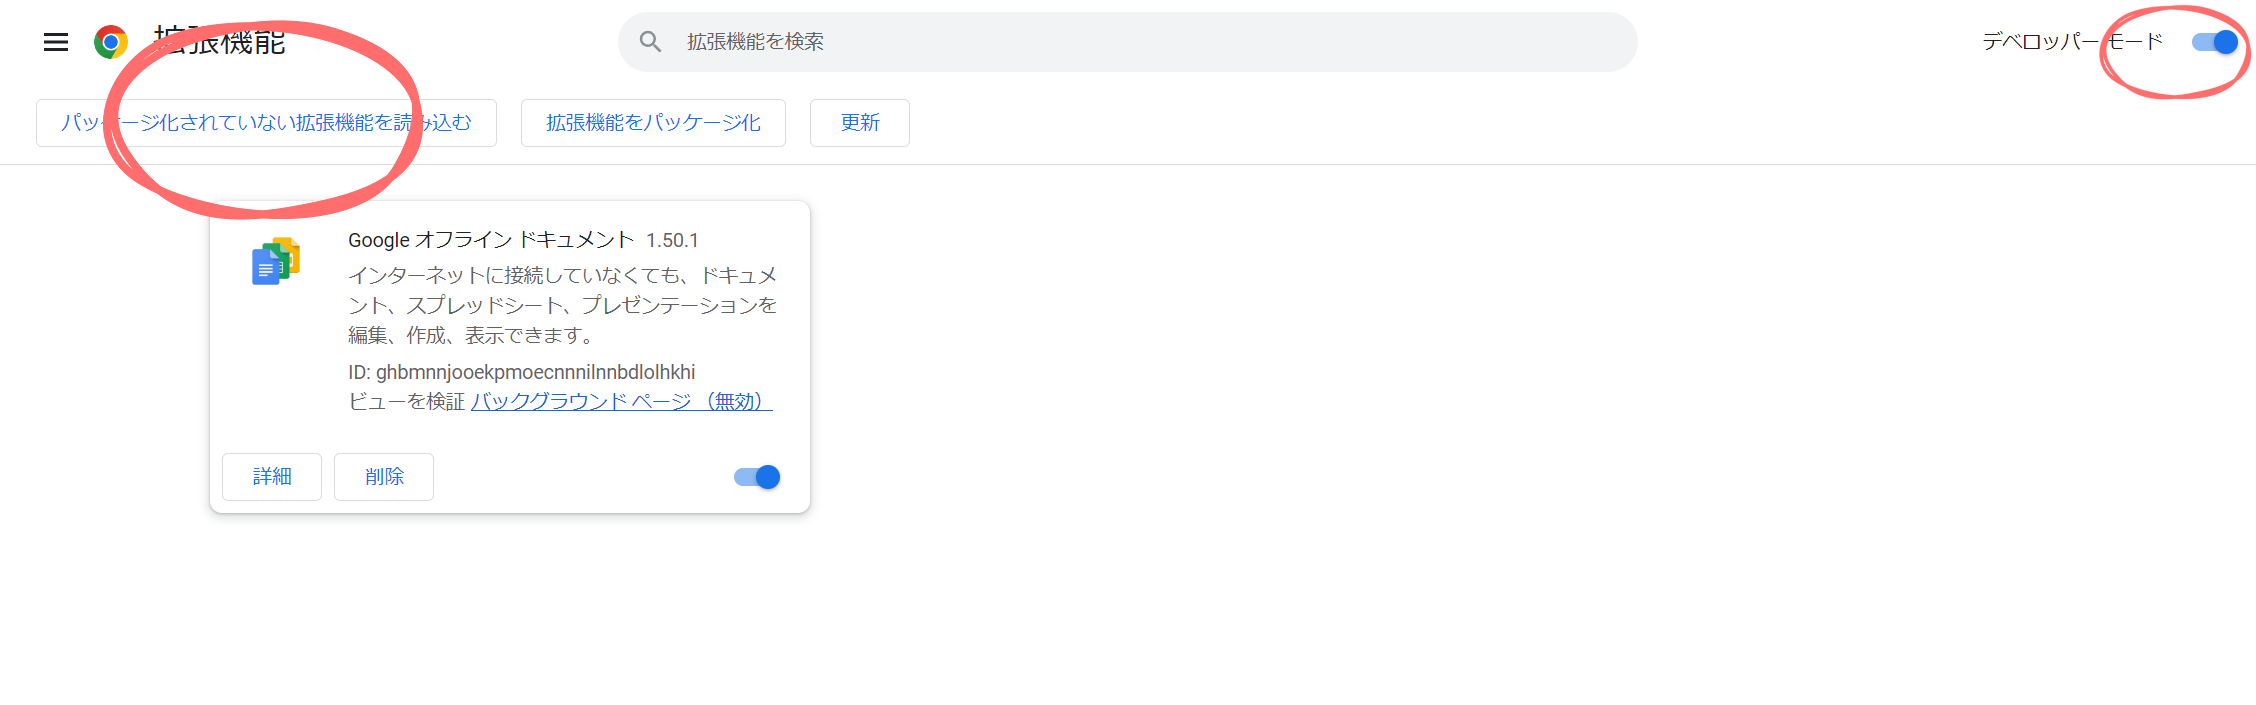 拡張機能
拡張機能を検索
デベロッパー モード
パッケージ化されていない拡張機能を読み込む
拡張機能をパッケージ化
更新
Google オフライン ドキュメント 1.50.1
インターネットに接続していなくても、ドキュメ
ント、スプレッドシート、プレゼンテーションを
編集、作成、表示できます。
ID: ghbmnnjooekpmoecnnnilnnbdlolhkhi
ビューを検証 バックグラウンド ページ （無効）
詳細
削除